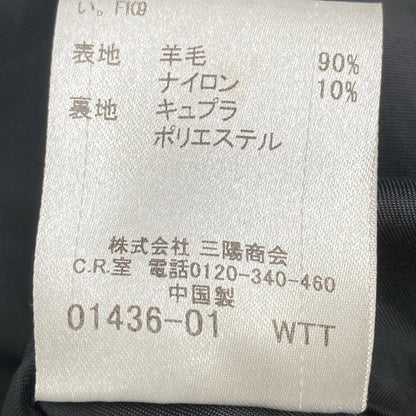 い。F109
表地 羊毛 90%
ナイロン 10%
裏地 キュプラ
ポリエステル
株式会社 三陽商会
C.R.室 電話0120-340-460
中国製
01436-01 WTT